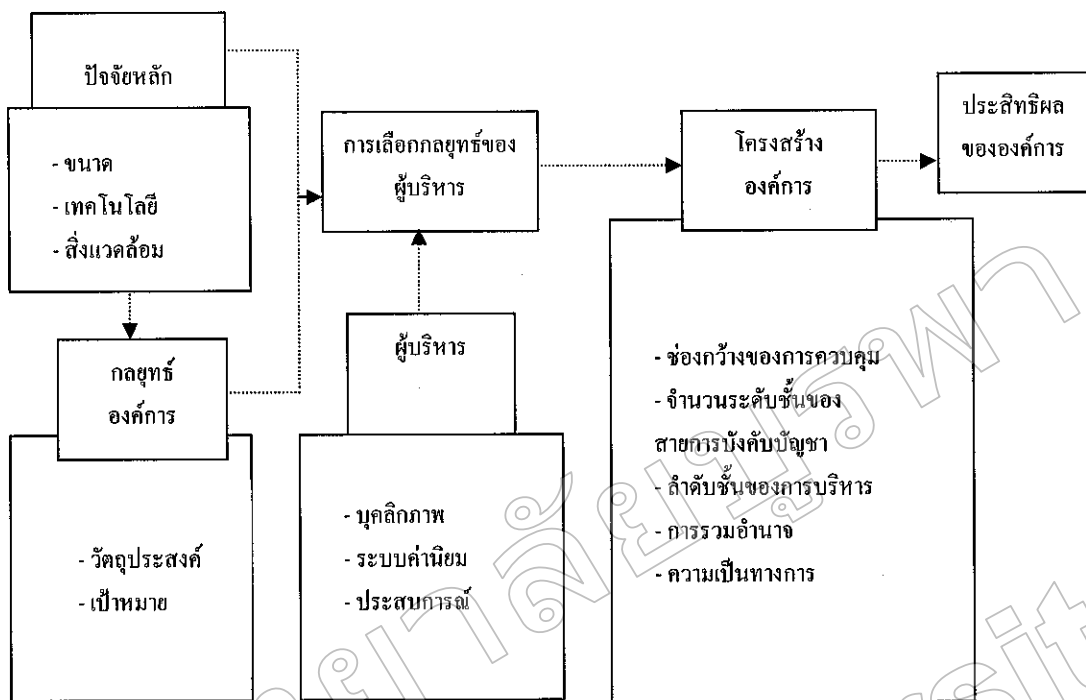 ปัจจัยหลัก
- ขนาด
- เทคโนโลยี
- สิ่งแวดล้อม
กลยุทธ์
องค์การ
- วัตถุประสงค์
- เป้าหมาย
การเลือกกลยุทธ์ของ
ผู้บริหาร
ผู้บริหาร
- บุคลิกภาพ
- ระบบค่านิยม
- ประสบการณ์
โครงสร้าง
องค์การ
- ช่องกว้างของการควบคุม
- จำนวนระดับชั้นของ
สายการบังคับบัญชา
- ลำดับชั้นของการบริหาร
- การรวมอำนาจ
- ความเป็นทางการ
ประสิทธิผล
ขององค์การ
ยาลัยบูรพา
rsit